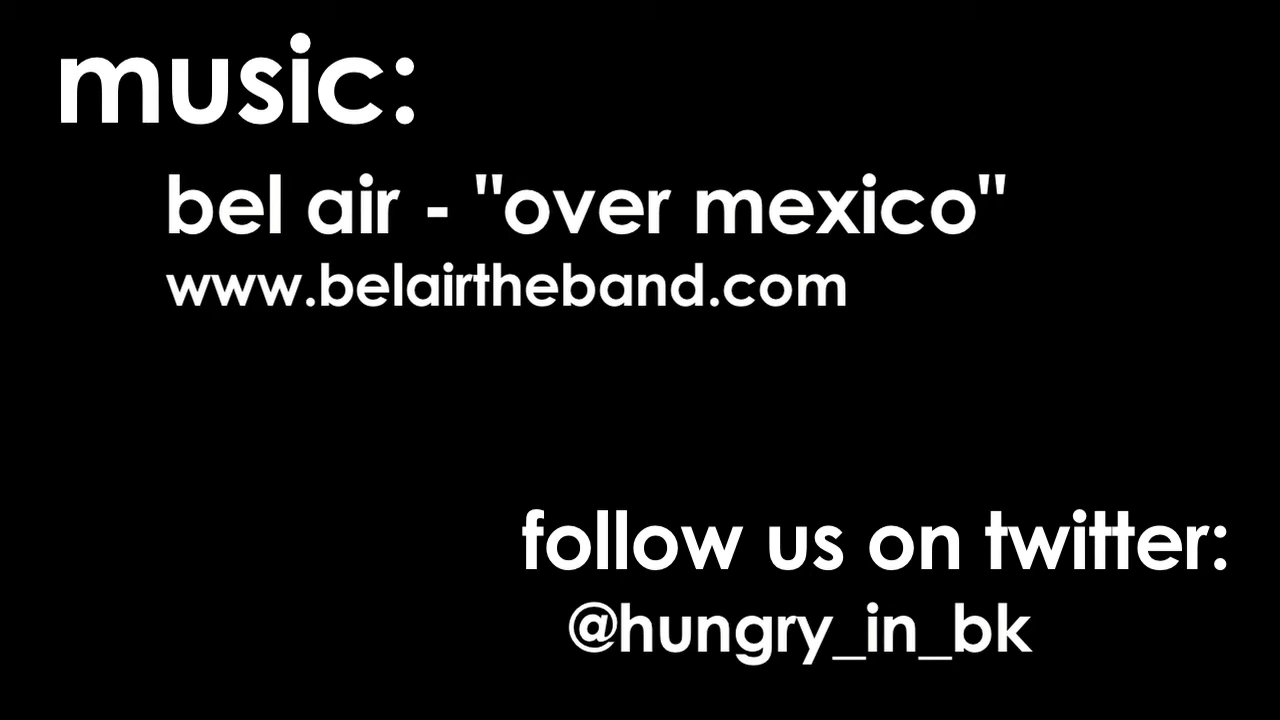 music:
bel air - "over mexico"
www.belairtheband.com
follow us on twitter:
@hungry_in_bk